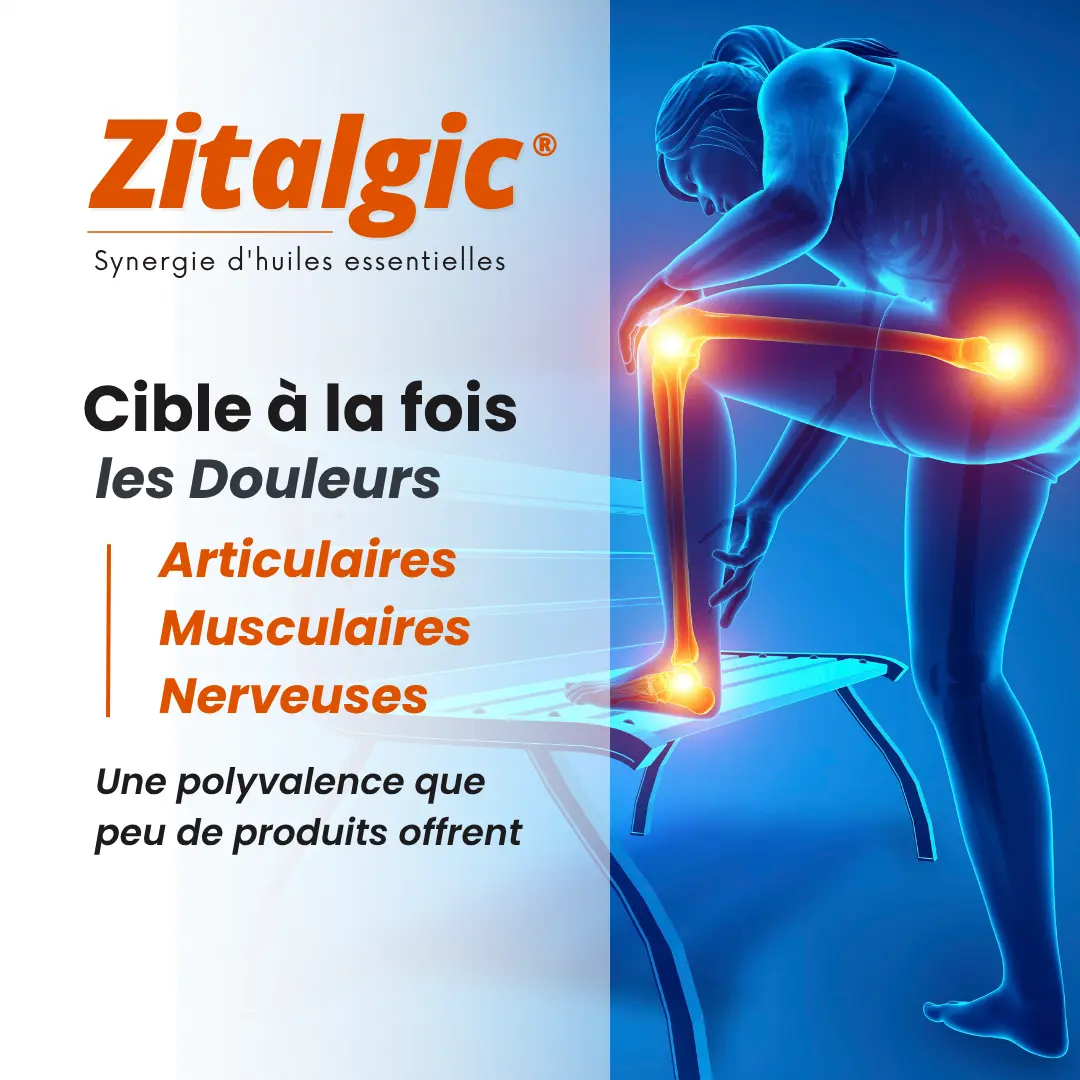 Zitalgic®
Synergie d'huiles essentielles
Cible à la fois
les Douleurs
Articulaires
Musculaires
Nerveuses
Une polyvalence que
peu de produits offrent